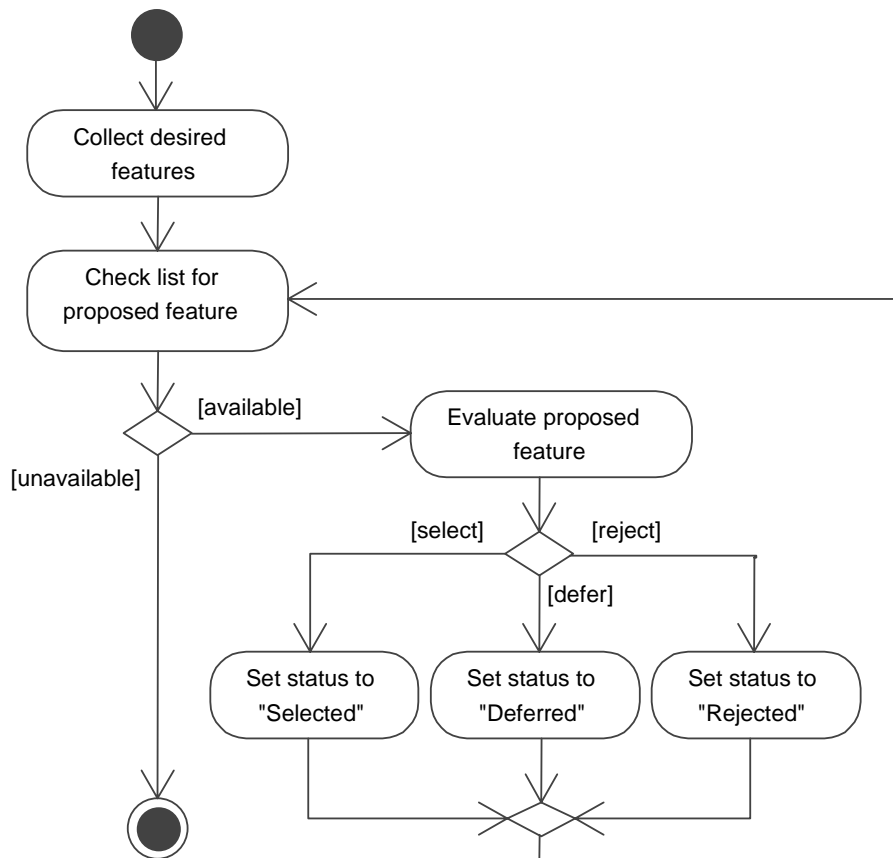 Collect desired
features
Check list for
proposed feature
[available]
Evaluate proposed
feature
[unavailable]
[select]
[reject]
[defer]
Set status to
"Selected"
Set status to
"Deferred"
Set status to
"Rejected"